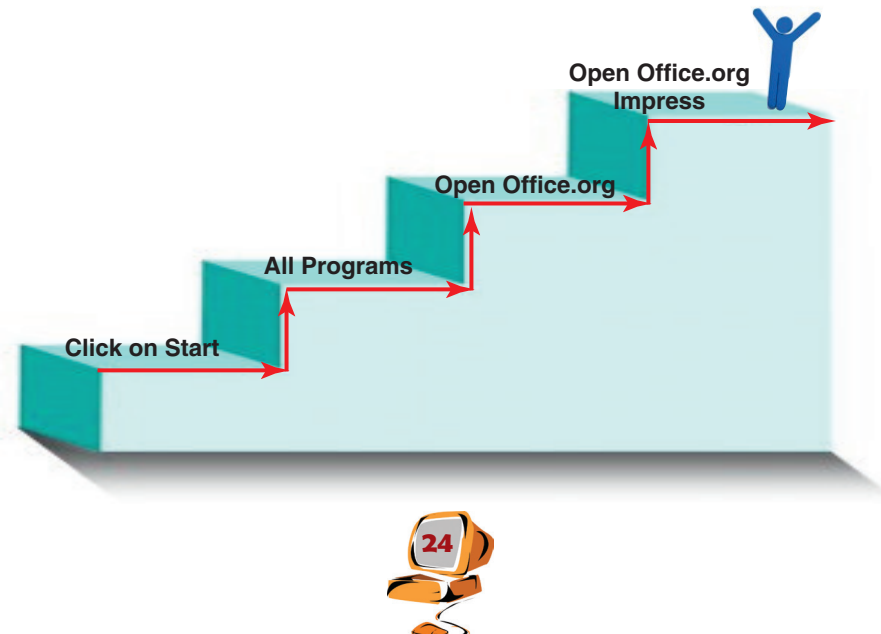 Open Office.org
Impress
Open Office.org
All Programs
Click on Start
24